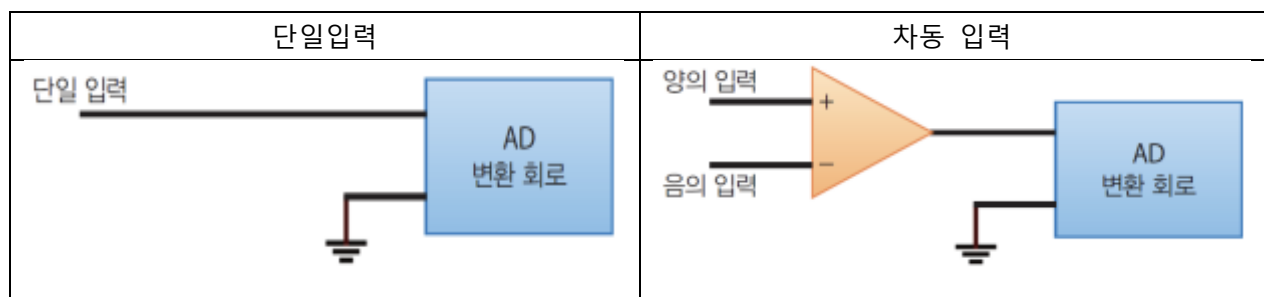 단일입력
차동 입력
단일 입력
AD
변환 회로
양의 입력
+
−
음의 입력
AD
변환 회로